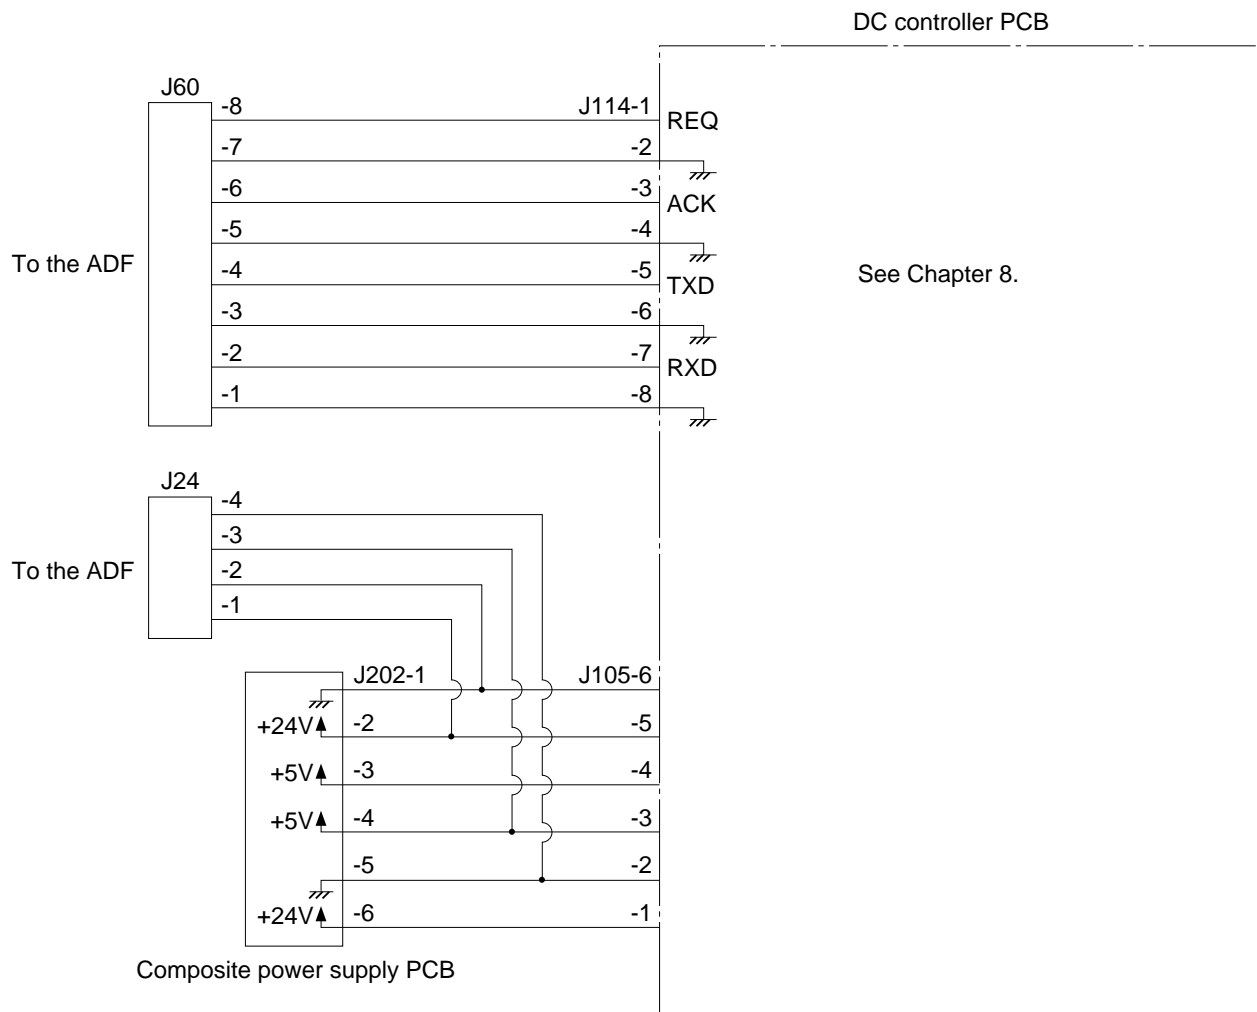 DC controller PCB
J60
-8 J114-1 REQ
-7 -2
-6 -3 ACK
-5 -4
To the ADF
-4 -5 TXD
See Chapter 8.
-3 -6
-2 -7 RXD
-1 -8
J24
-4
-3
To the ADF
-2
-1
J202-1 J105-6
+24V -2 -5
+5V -3 -4
+5V -4 -3
-5 -2
+24V -6 -1
Composite power supply PCB